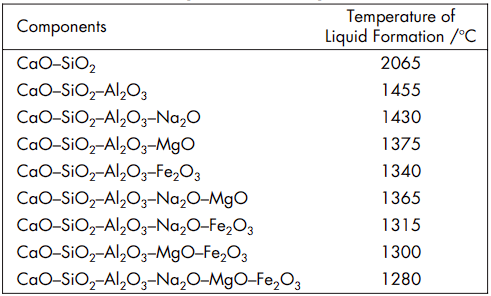 Components Temperature of Liquid Formation /°C
CaO–SiO₂ 2065
CaO–SiO₂–Al₂O₃ 1455
CaO–SiO₂–Al₂O₃–Na₂O 1430
CaO–SiO₂–Al₂O₃–MgO 1375
CaO–SiO₂–Al₂O₃–Fe₂O₃ 1340
CaO–SiO₂–Al₂O₃–Na₂O–MgO 1365
CaO–SiO₂–Al₂O₃–Na₂O–Fe₂O₃ 1315
CaO–SiO₂–Al₂O₃–MgO–Fe₂O₃ 1300
CaO–SiO₂–Al₂O₃–Na₂O–MgO–Fe₂O₃ 1280